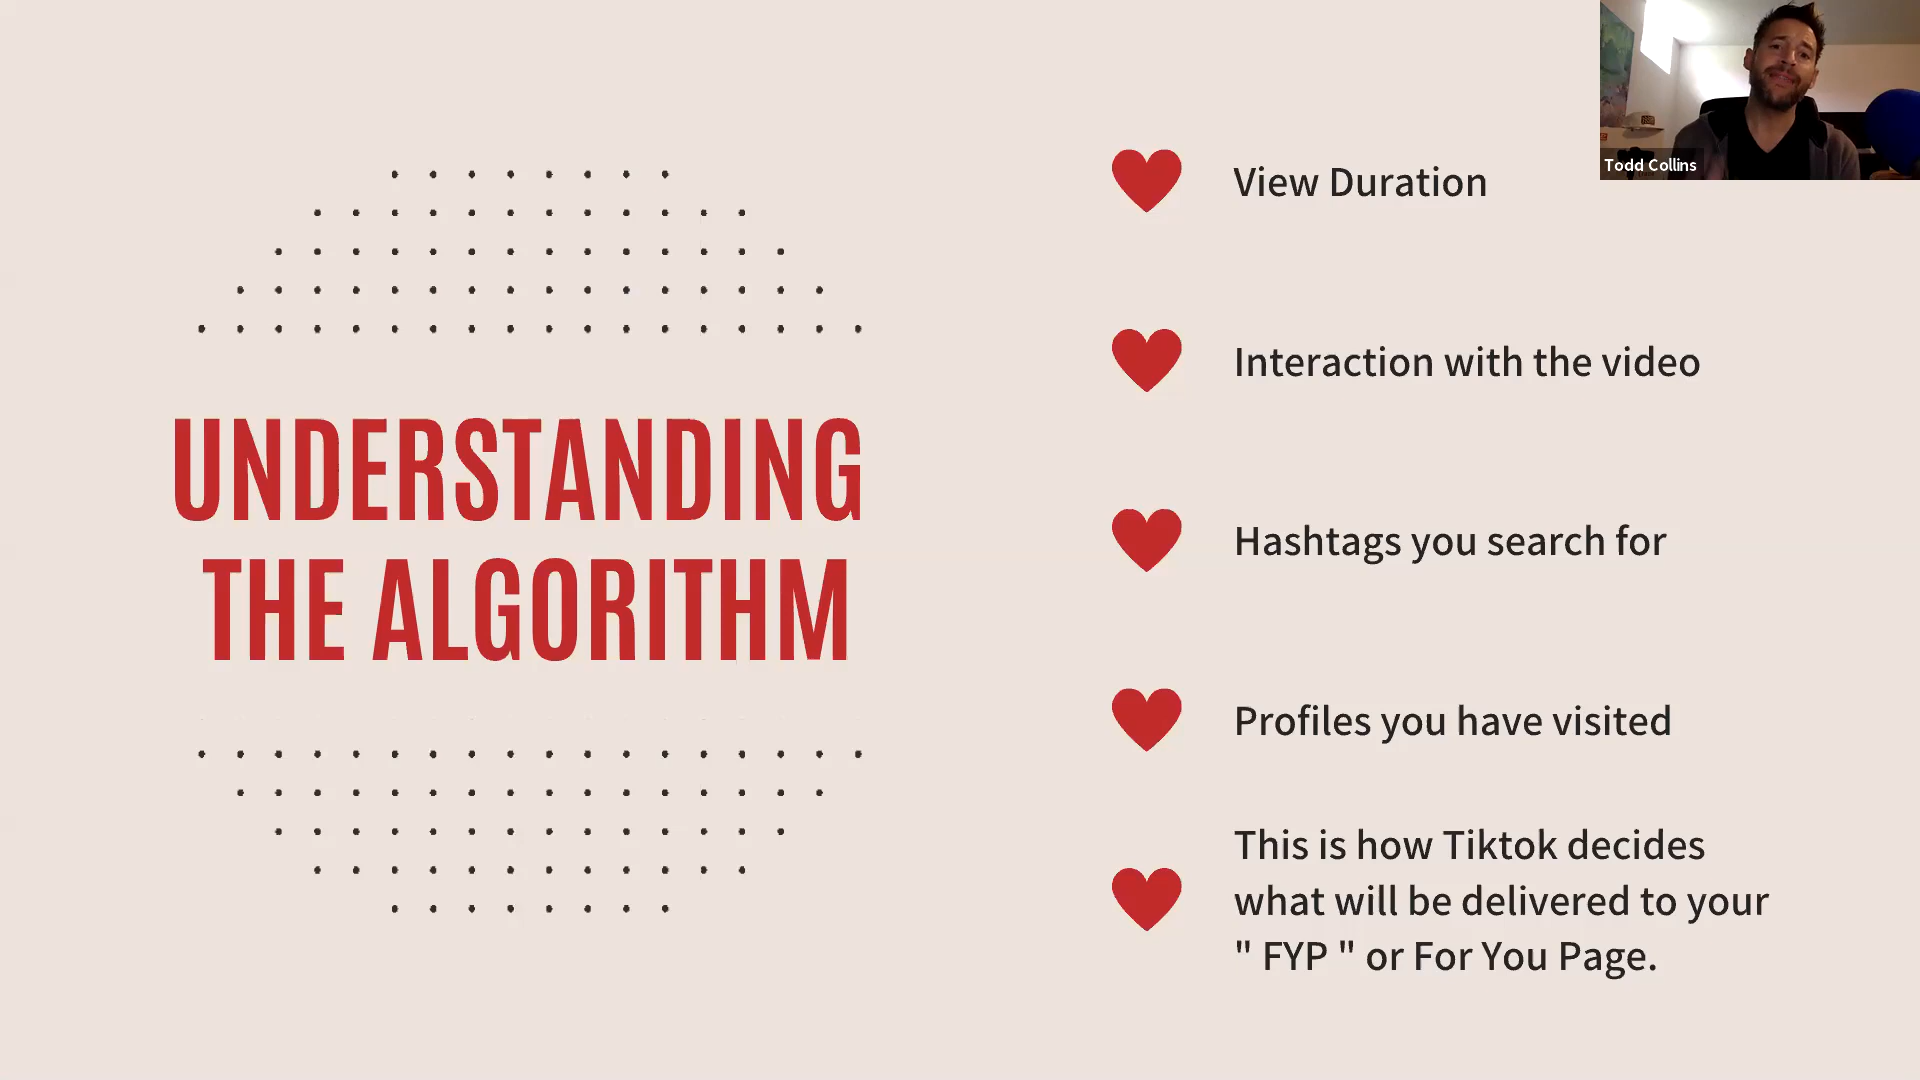 UNDERSTANDING
THE ALGORITHM
View Duration
Interaction with the video
Hashtags you search for
Profiles you have visited
This is how Tiktok decides
what will be delivered to your
" FYP " or For You Page.
Todd Collins